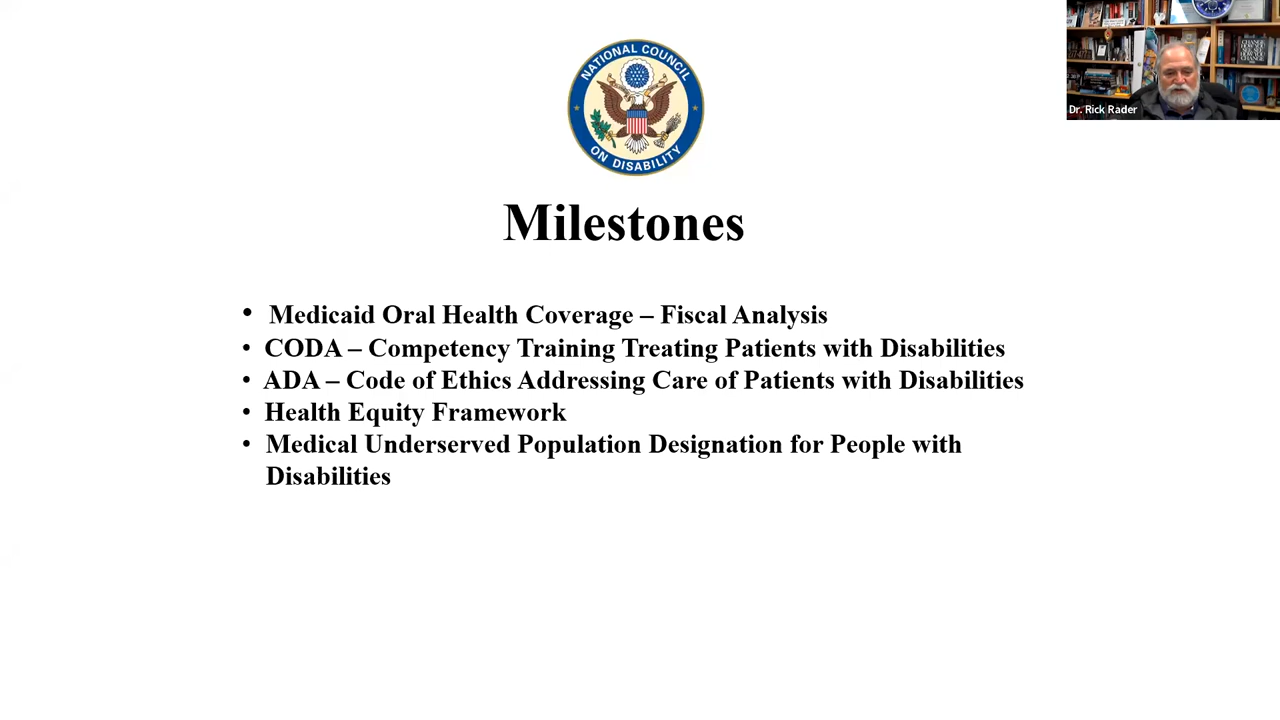 NATIONAL COUNCIL
ON DISABILITY
Dr. Rick Rader
Milestones
• Medicaid Oral Health Coverage – Fiscal Analysis
• CODA – Competency Training Treating Patients with Disabilities
• ADA – Code of Ethics Addressing Care of Patients with Disabilities
• Health Equity Framework
• Medical Underserved Population Designation for People with
Disabilities